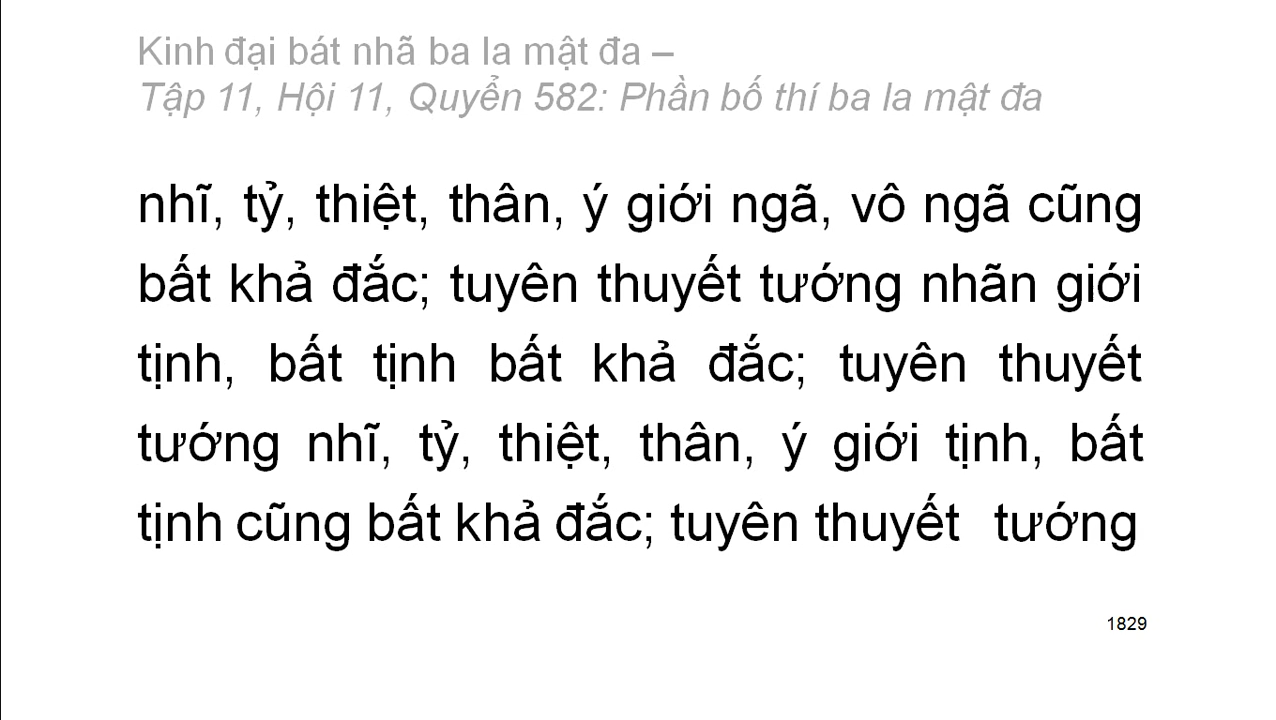 Kinh đại bát nhã ba la mật đa –
Tập 11, Hội 11, Quyển 582: Phần bố thí ba la mật đa
nhĩ, tỷ, thiệt, thân, ý giới ngã, vô ngã cũng
bất khả đắc; tuyên thuyết tướng nhãn giới
tịnh, bất tịnh bất khả đắc; tuyên thuyết
tướng nhĩ, tỷ, thiệt, thân, ý giới tịnh, bất
tịnh cũng bất khả đắc; tuyên thuyết tướng
1829